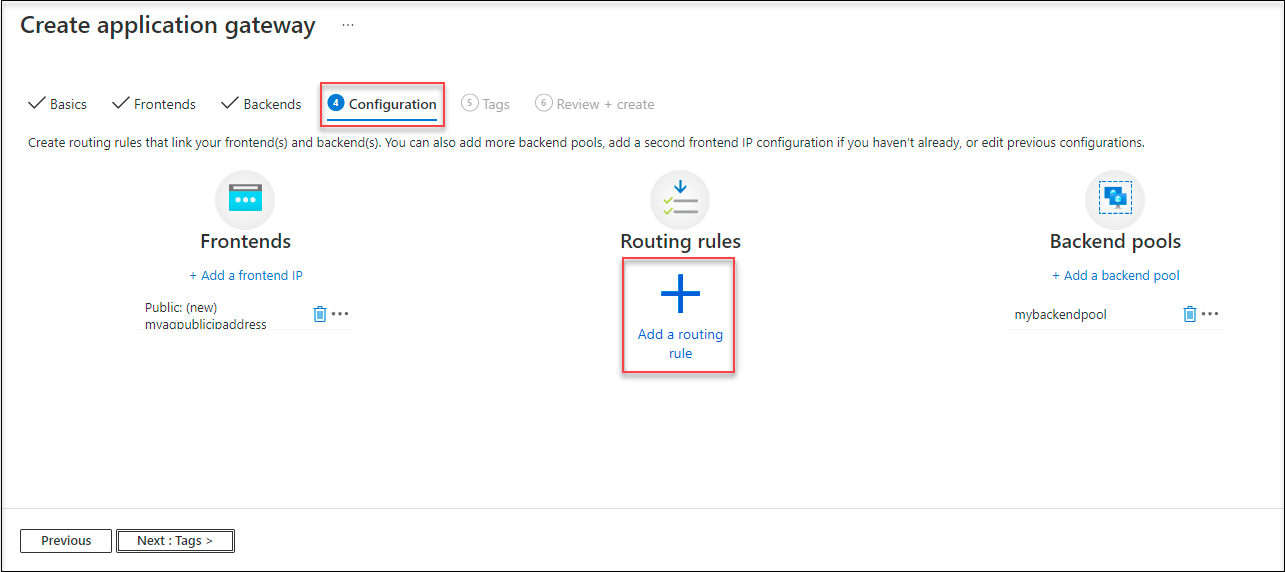 Create application gateway ...
Basics Frontends Backends 4 Configuration 5 Tags 6 Review + create
Create routing rules that link your frontend(s) and backend(s). You can also add more backend pools, add a second frontend IP configuration if you haven't already, or edit previous configurations.
Frontends Routing rules Backend pools
+ Add a frontend IP
Public: (new)
myagpublicipaddress
Add a routing
rule
+ Add a backend pool
mybackendpool
Previous Next : Tags >